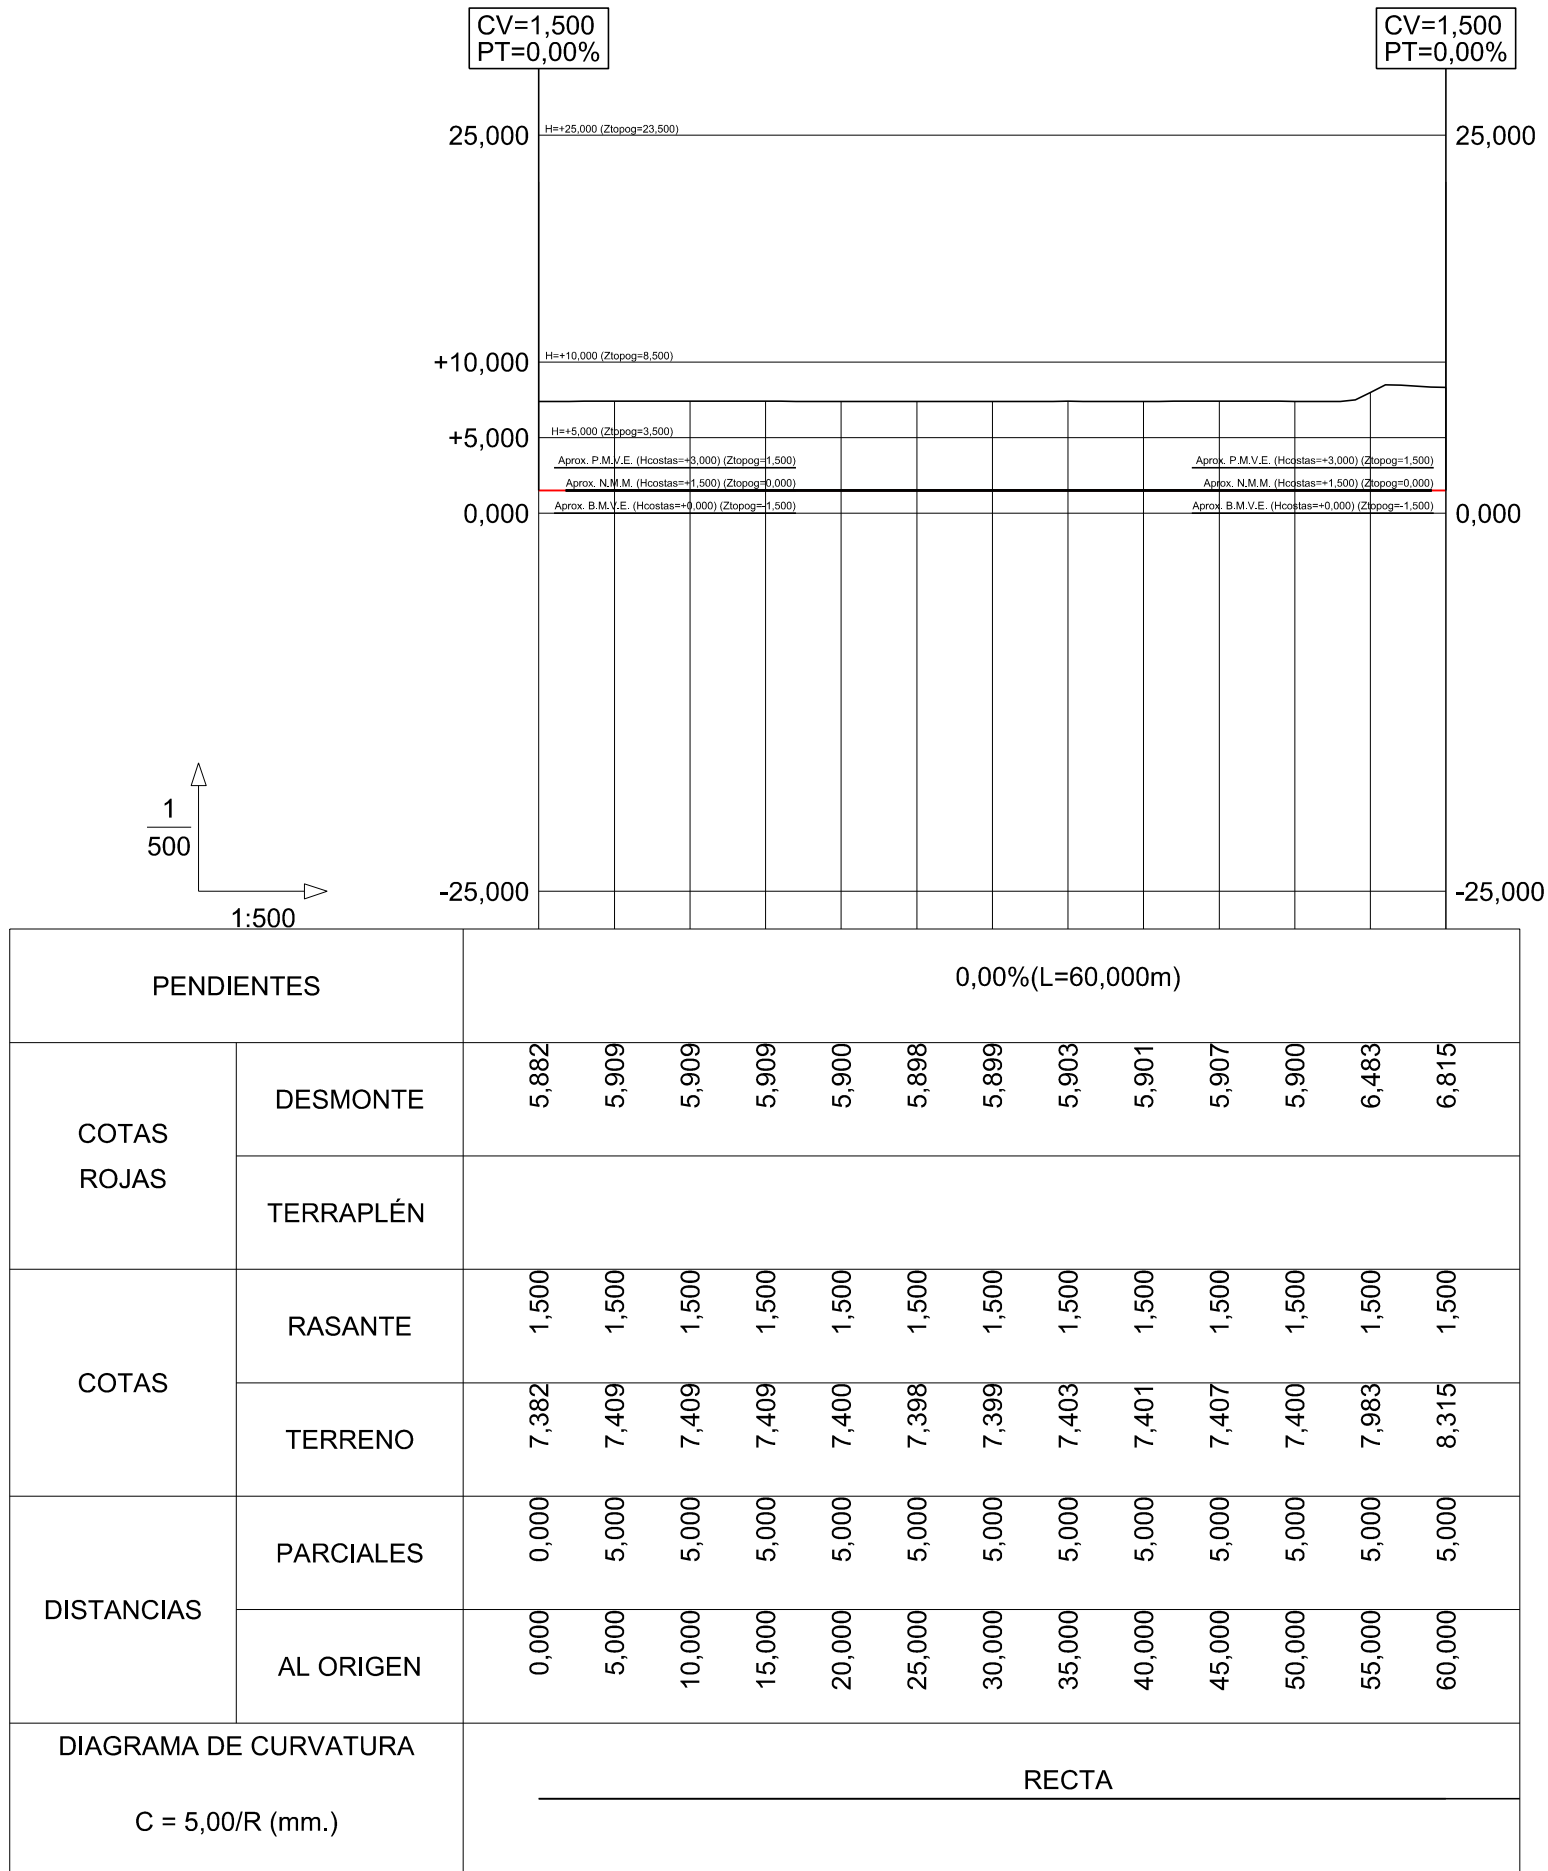 CV=1,500
PT=0,00%
CV=1,500
PT=0,00%
25,000
H=+25,000 (Ztopog=23,500)
25,000
+10,000
H=+10,000 (Ztopog=8,500)
+5,000
H=+5,000 (Ztopog=3,500)
Aprox. P.M.V.E. (Hcostas=+3,000) (Ztopog=1,500)
Aprox. P.M.V.E. (Hcostas=+3,000) (Ztopog=1,500)
Aprox. N.M.M. (Hcostas=+1,500) (Ztopog=0,000)
Aprox. N.M.M. (Hcostas=+1,500) (Ztopog=0,000)
0,000
Aprox. B.M.V.E. (Hcostas=+0,000) (Ztopog=-1,500)
Aprox. B.M.V.E. (Hcostas=+0,000) (Ztopog=-1,500)
0,000
1
500
1:500
-25,000
-25,000
PENDIENTES
0,00%(L=60,000m)
COTAS
ROJAS
DESMONTE
5,882 5,909 5,909 5,909 5,900 5,898 5,899 5,903 5,901 5,907 5,900 6,483 6,815
TERRAPLÉN
COTAS
RASANTE
1,500 1,500 1,500 1,500 1,500 1,500 1,500 1,500 1,500 1,500 1,500 1,500 1,500
TERRENO
7,382 7,409 7,409 7,409 7,400 7,398 7,399 7,403 7,401 7,407 7,400 7,983 8,315
DISTANCIAS
PARCIALES
0,000 5,000 5,000 5,000 5,000 5,000 5,000 5,000 5,000 5,000 5,000 5,000 5,000
AL ORIGEN
0,000 5,000 10,000 15,000 20,000 25,000 30,000 35,000 40,000 45,000 50,000 55,000 60,000
DIAGRAMA DE CURVATURA
C = 5,00/R (mm.)
RECTA